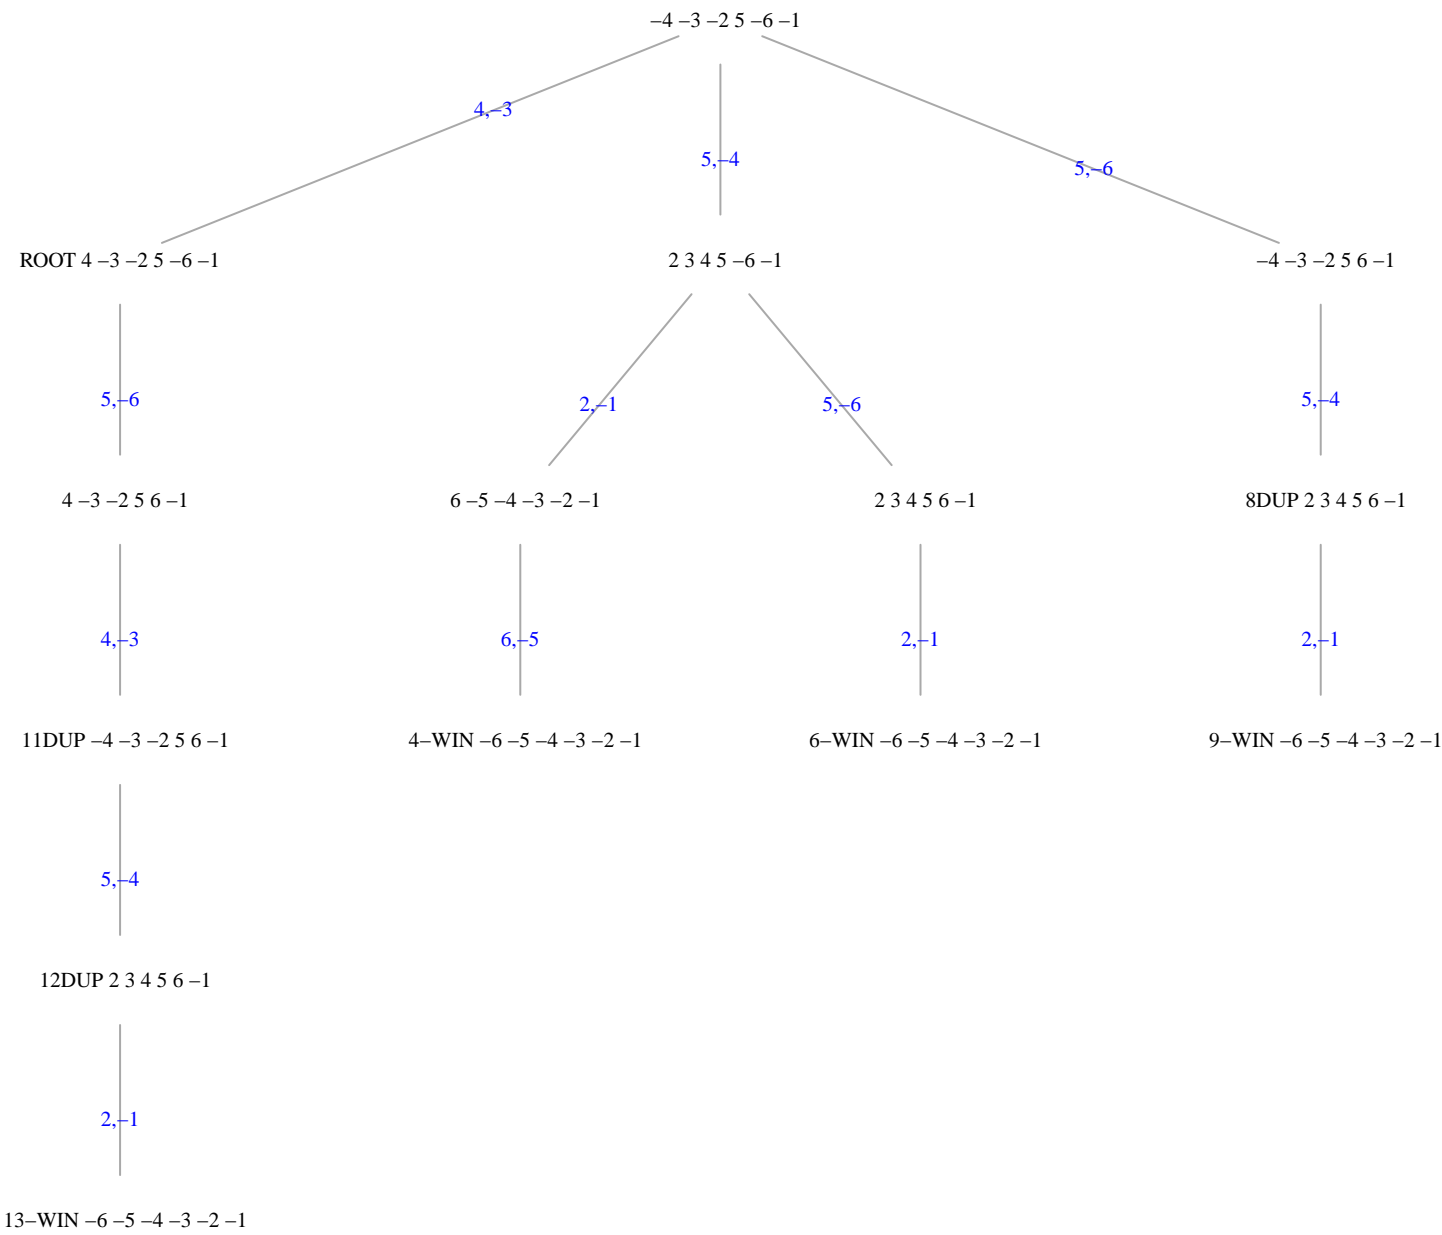 –4 –3 –2 5 –6 –1
4,–3
5,–4
5,–6
ROOT 4 –3 –2 5 –6 –1
2 3 4 5 –6 –1
–4 –3 –2 5 6 –1
5,–6
2,–1
5,–6
5,–4
4 –3 –2 5 6 –1
6 –5 –4 –3 –2 –1
2 3 4 5 6 –1
8DUP 2 3 4 5 6 –1
4,–3
6,–5
2,–1
2,–1
11DUP –4 –3 –2 5 6 –1
4–WIN –6 –5 –4 –3 –2 –1
6–WIN –6 –5 –4 –3 –2 –1
9–WIN –6 –5 –4 –3 –2 –1
5,–4
12DUP 2 3 4 5 6 –1
2,–1
13–WIN –6 –5 –4 –3 –2 –1